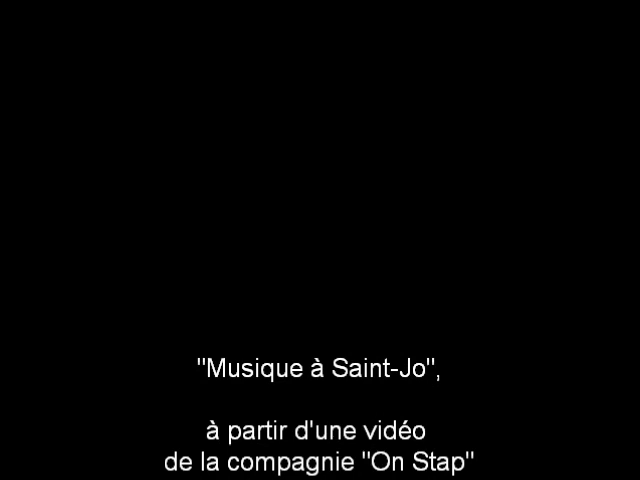 "Musique à Saint-Jo",
à partir d'une vidéo
de la compagnie "On Stap"